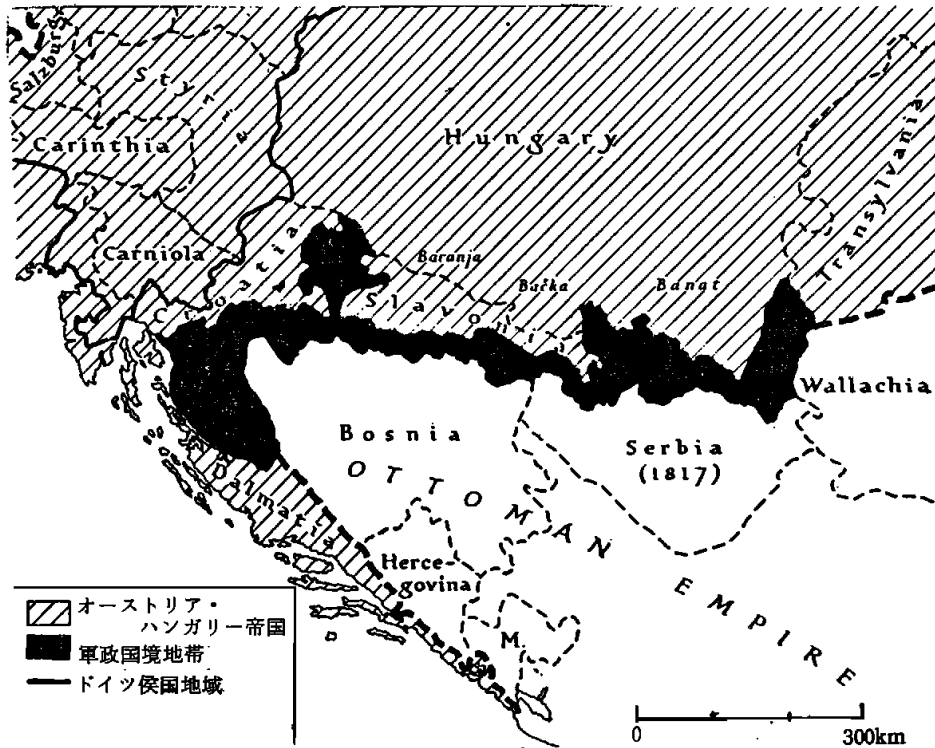 Salzburg
Styria
Carinthia
Hungary
Transylvania
Carniola
Croatia
Baranja
Slavonia
Bačka
Banat
Wallachia
Bosnia
Serbia
(1817)
OTTOMAN EMPIRE
Dalmatia
Herce-
govina
M.
オーストリア・
ハンガリー帝国
軍政国境地帯
ドイツ侯国地域
0 300km